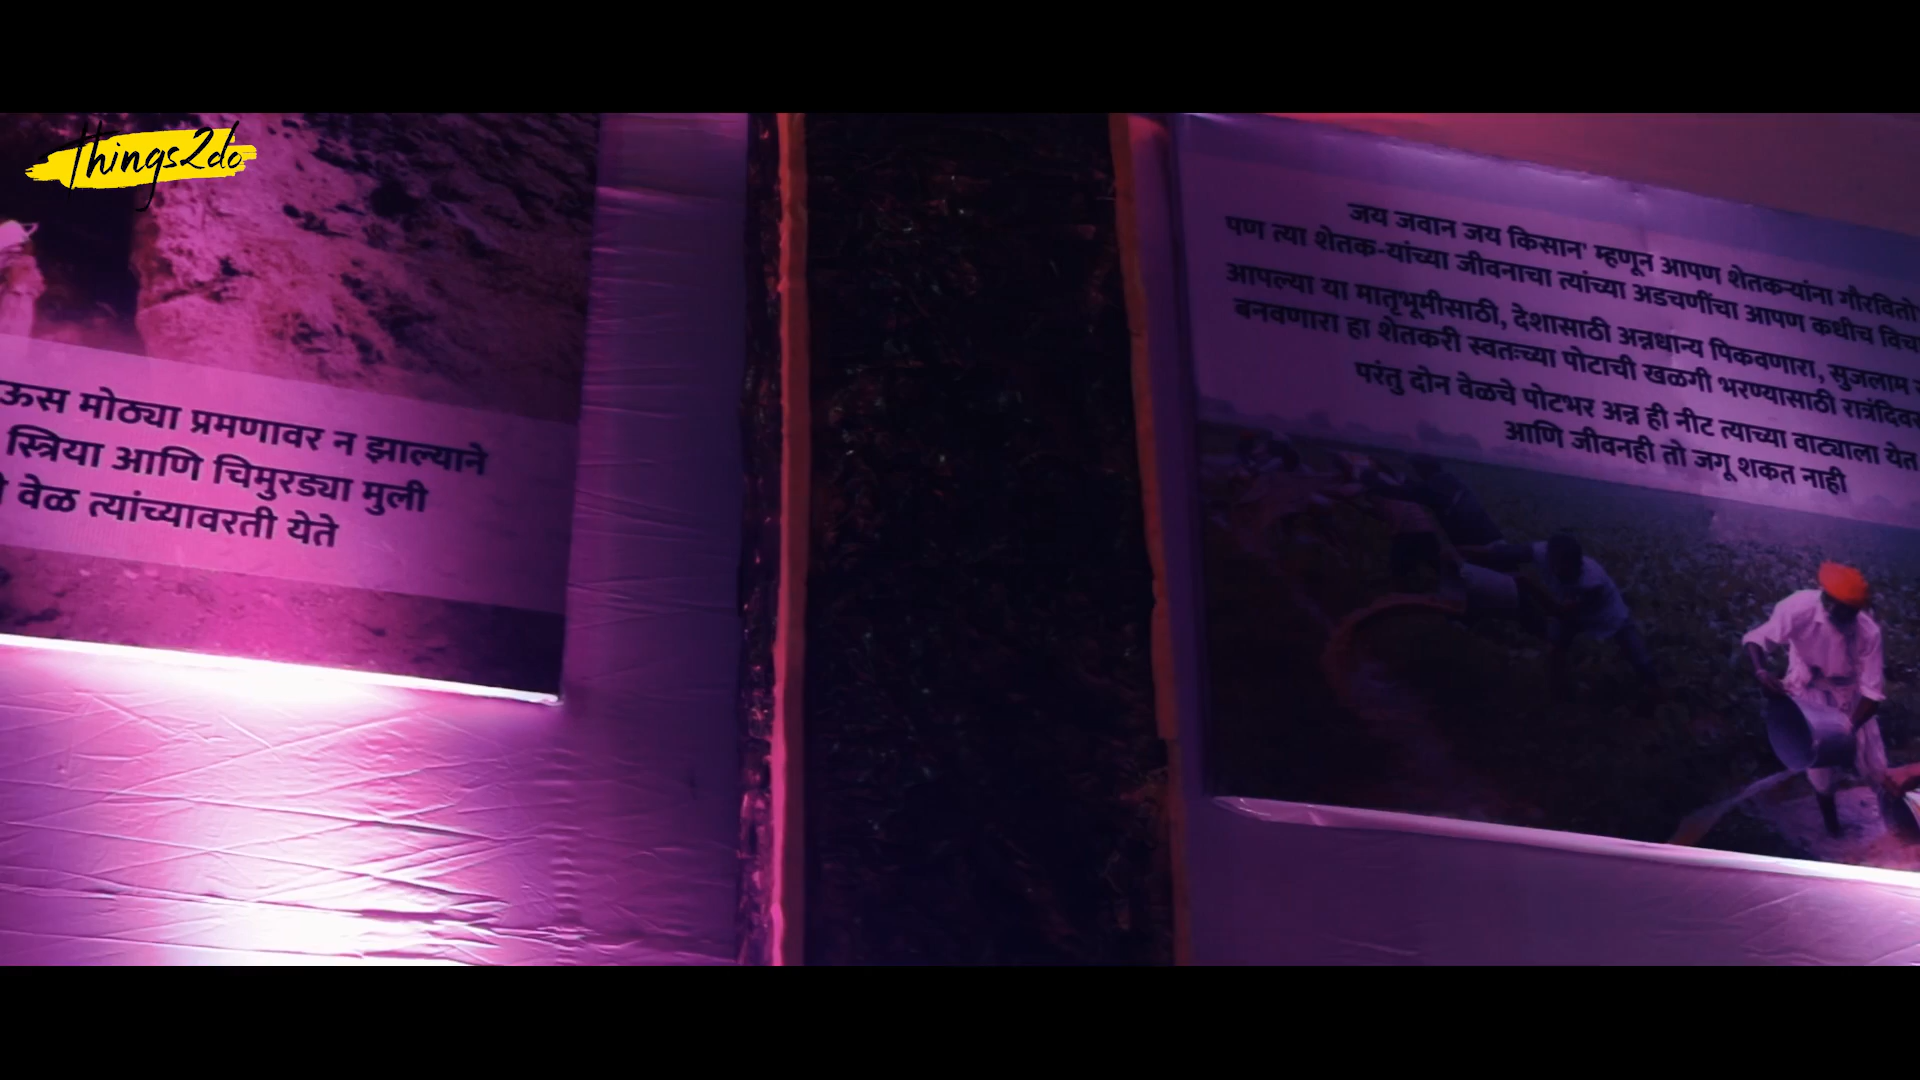 Things2do
ऊस मोठ्या प्रमणावर न झाल्याने
स्त्रिया आणि चिमुरड्या मुली
वेळ त्यांच्यावरती येते
जय जवान जय किसान' म्हणून आपण शेतकऱ्यांना गौरवितो
पण त्या शेतक-यांच्या जीवनाचा त्यांच्या अडचणींचा आपण कधीच
आपल्या या मातृभूमीसाठी, देशासाठी अन्नधान्य पिकवणारा, सुजलाम
बनवणारा हा शेतकरी स्वतःच्या पोटाची खळगी भरण्यासाठी रात्रंदिवस
परंतु दोन वेळचे पोटभर अन्न ही नीट त्याच्या वाट्याला येत
आणि जीवनही तो जगू शकत नाही